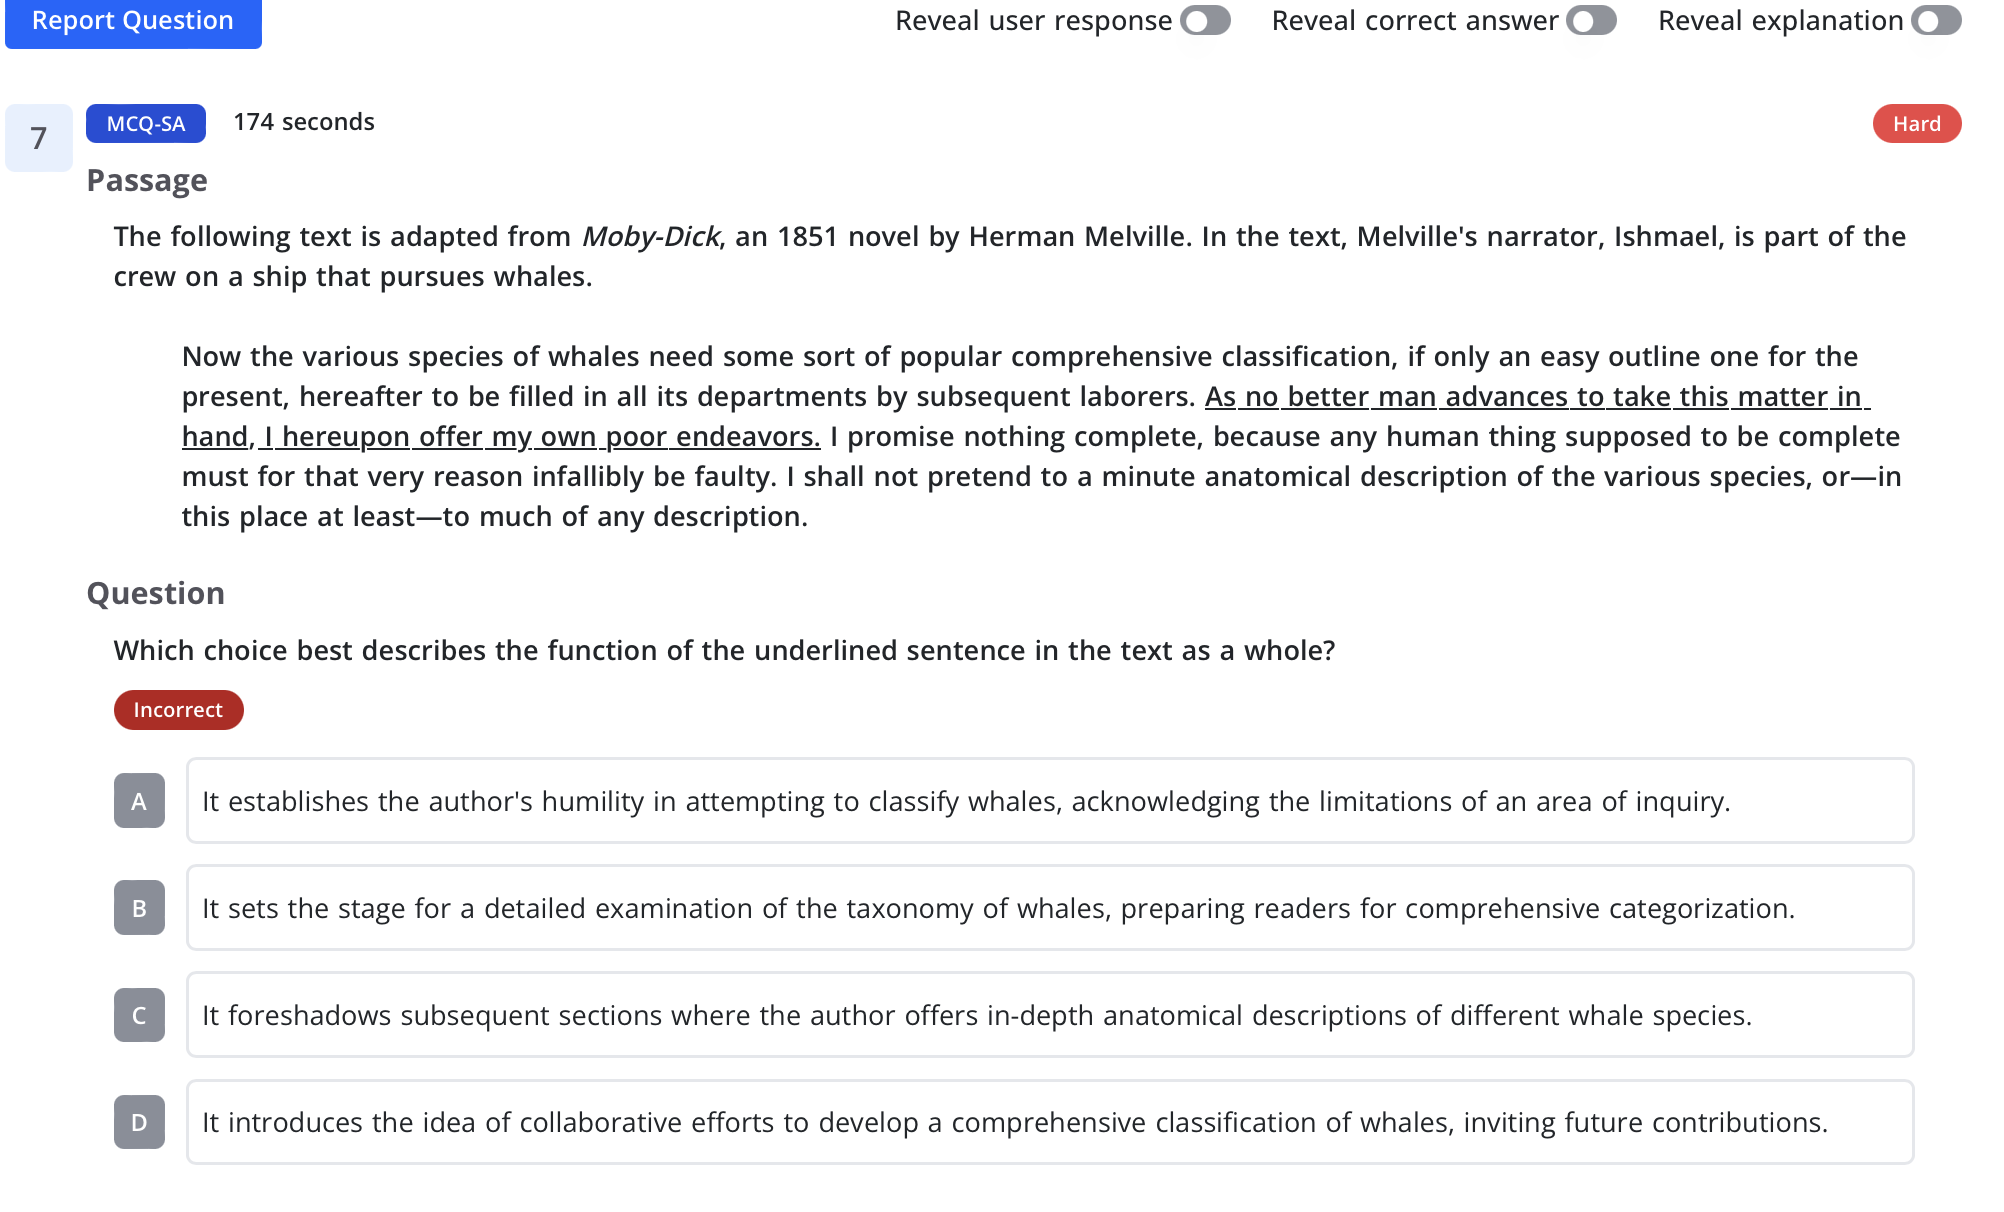 Report Question
Reveal user response
Reveal correct answer
Reveal explanation
7
MCQ-SA
174 seconds
Hard
Passage
The following text is adapted from Moby-Dick, an 1851 novel by Herman Melville. In the text, Melville's narrator, Ishmael, is part of the
crew on a ship that pursues whales.
Now the various species of whales need some sort of popular comprehensive classification, if only an easy outline one for the
present, hereafter to be filled in all its departments by subsequent laborers. As no better man advances to take this matter in
hand, I hereupon offer my own poor endeavors. I promise nothing complete, because any human thing supposed to be complete
must for that very reason infallibly be faulty. I shall not pretend to a minute anatomical description of the various species, or—in
this place at least—to much of any description.
Question
Which choice best describes the function of the underlined sentence in the text as a whole?
Incorrect
A
It establishes the author's humility in attempting to classify whales, acknowledging the limitations of an area of inquiry.
B
It sets the stage for a detailed examination of the taxonomy of whales, preparing readers for comprehensive categorization.
C
It foreshadows subsequent sections where the author offers in-depth anatomical descriptions of different whale species.
D
It introduces the idea of collaborative efforts to develop a comprehensive classification of whales, inviting future contributions.